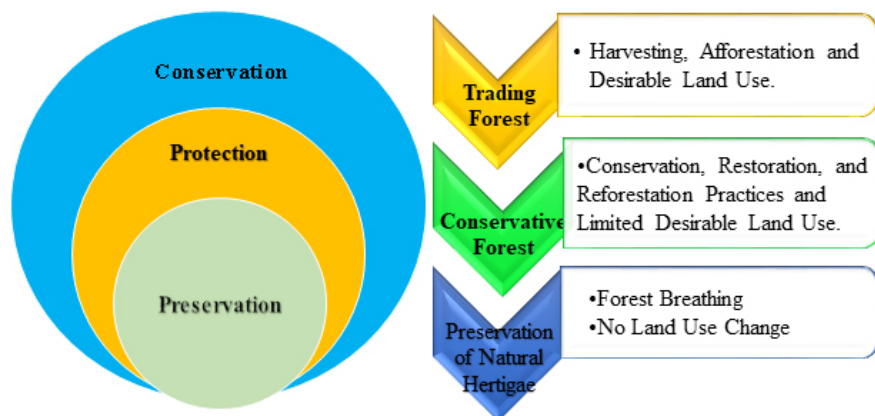 Conservation
Protection
Preservation
Trading
Forest
• Harvesting, Afforestation and
Desirable Land Use.
Conservative
Forest
•Conservation, Restoration, and
Reforestation Practices and
Limited Desirable Land Use.
Preservation
of Natural
Hertigae
•Forest Breathing
•No Land Use Change